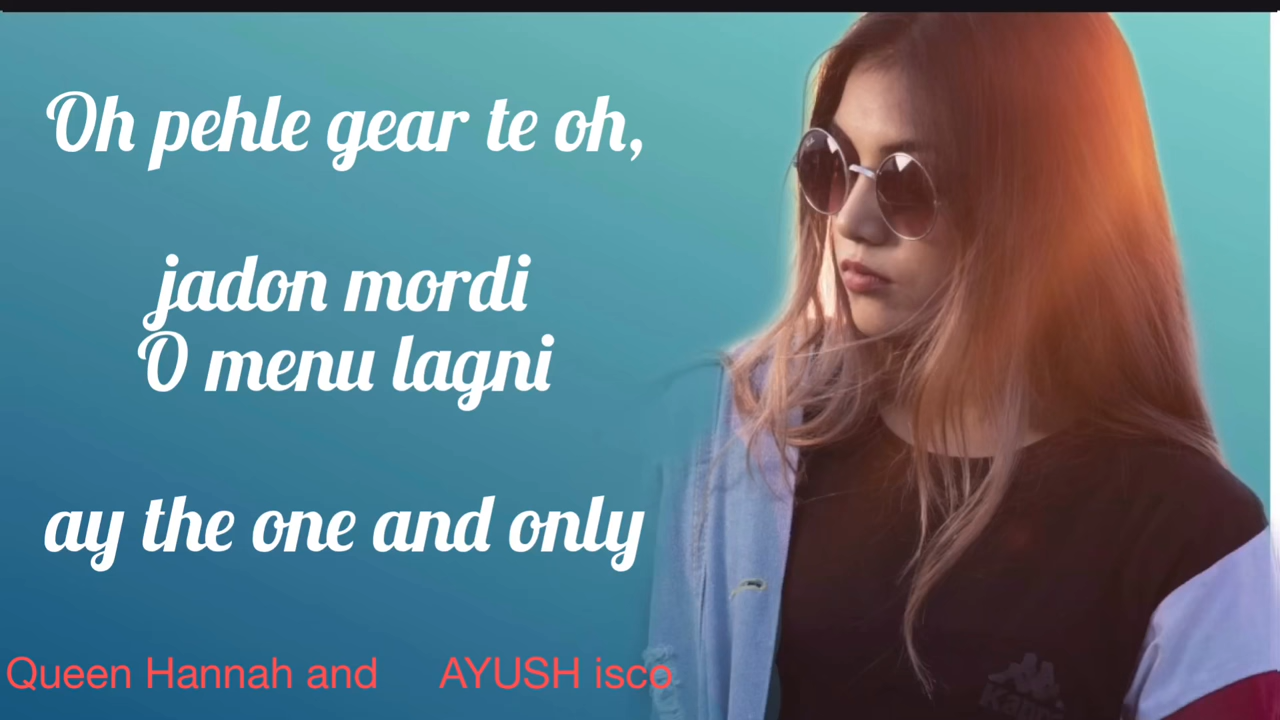 Oh pehle gear te oh,
jadon mordi
O menu lagni
ay the one and only
Queen Hannah and AYUSH isco